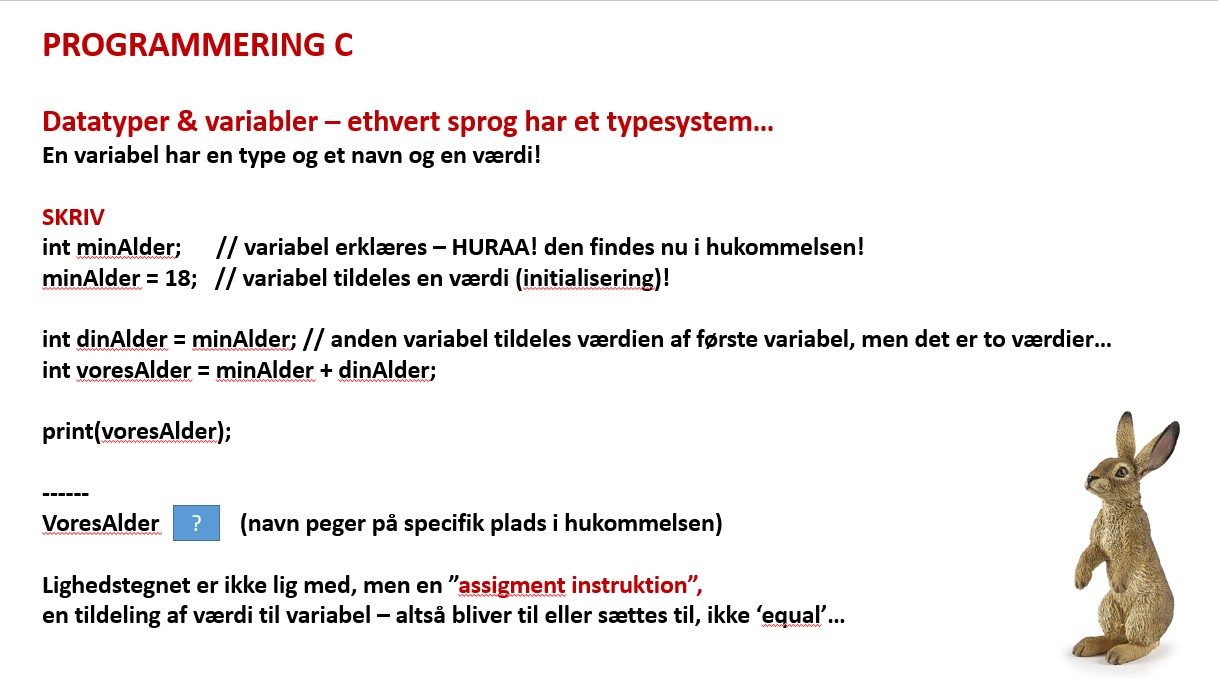 PROGRAMMERING C
Datatyper & variabler – ethvert sprog har et typesystem…
En variabel har en type og et navn og en værdi!
SKRIV
int minAlder; // variabel erklæres – HURAA! den findes nu i hukommelsen!
minAlder = 18; // variabel tildeles en værdi (initialisering)!
int dinAlder = minAlder; // anden variabel tildeles værdien af første variabel, men det er to værdier…
int voresAlder = minAlder + dinAlder;
print(voresAlder);
------
VoresAlder ? (navn peger på specifik plads i hukommelsen)
Lighedstegnet er ikke lig med, men en ”assigment instruktion”,
en tildeling af værdi til variabel – altså bliver til eller sættes til, ikke ‘equal’…